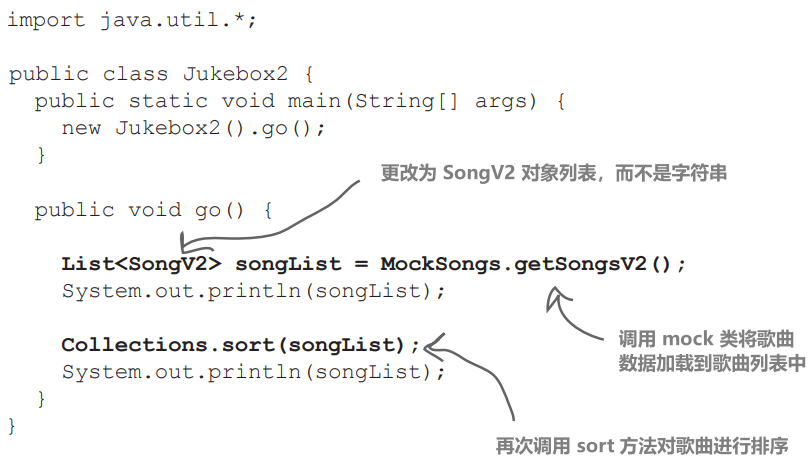 import java.util.*;
public class Jukebox2 {
public static void main(String[] args) {
new Jukebox2().go();
}
更改为 SongV2 对象列表，而不是字符串
public void go() {
List<SongV2> songList = MockSongs.getSongsV2();
System.out.println(songList);
调用 mock 类将歌曲
数据加载到歌曲列表中
Collections.sort(songList);
System.out.println(songList);
}
}
再次调用 sort 方法对歌曲进行排序